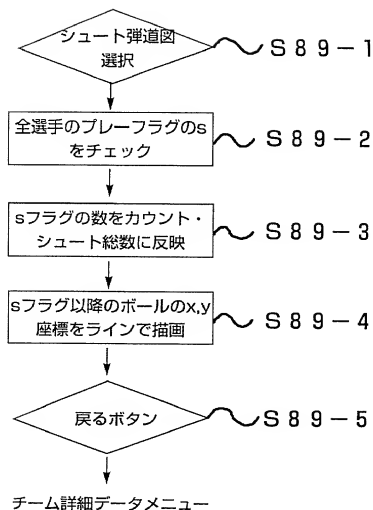 シュート弾道図
選択
S89-1
全選手のプレーフラグのs
をチェック
S89-2
sフラグの数をカウント・
シュート総数に反映
S89-3
sフラグ以降のボールのx,y
座標をラインで描画
S89-4
戻るボタン
S89-5
チーム詳細データメニュー